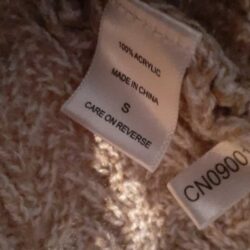 100% ACRYLIC
MADE IN CHINA
S
CARE ON REVERSE
CN0900